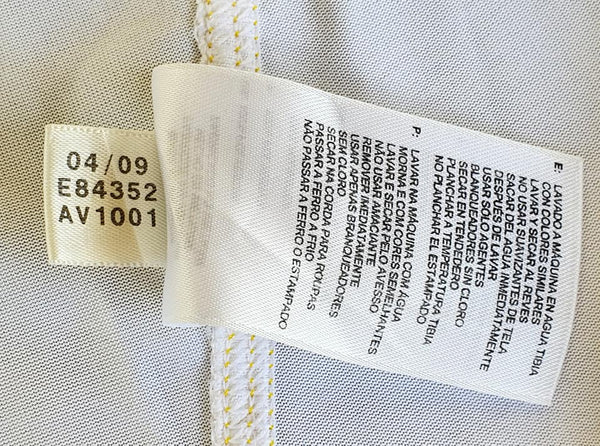 04/09
E84352
AV1001
E: LAVADO A MÁQUINA EN AGUA TIBIA
CON COLORES SIMILARES
LAVAR Y SECAR AL REVES
NO USAR SUAVIZANTES DE TELA
SACAR DEL AGUA INMEDIATAMENTE
DESPUÉS DE LAVAR
USAR SÓLO AGENTES
BLANQUEADORES SIN CLORO
SECAR EN TENDEDERO
PLANCHAR A TEMPERATURA TIBIA
NO PLANCHAR EL ESTAMPADO
P: LAVAR NA MÁQUINA COM ÁGUA
MORNA E COM CORES SEMELHANTES
LAVAR E SECAR PELO AVESSO
NÃO USAR AMACIANTE
REMOVER IMEDIATAMENTE
USAR APENAS BRANQUEADORES
SEM CLORO
SECAR NA CORDA PARA ROUPAS
PASSAR A FERRO A FRIO
NÃO PASSAR A FERRO O ESTAMPADO